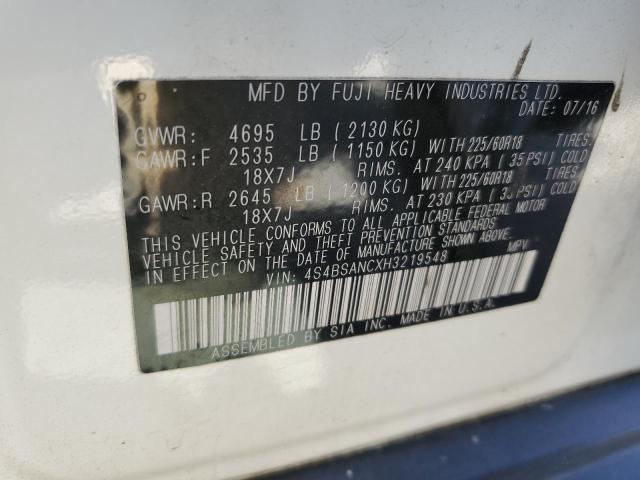 MFD BY FUJI HEAVY INDUSTRIES LTD.
DATE: 07/16
GVWR: 4695 LB ( 2130 KG)
GAWR:F 2535 LB ( 1150 KG) WITH 225/60R18 TIRES.
18X7J RIMS. AT 240 KPA ( 35 PSI) COLD
GAWR:R 2645 LB ( 1200 KG) WITH 225/60R18 TIRES.
18X7J RIMS. AT 230 KPA ( PSI) COLD
THIS VEHICLE CONFORMS TO ALL APPLICABLE FEDERAL MOTOR
VEHICLE SAFETY AND THEFT PREVENTION STANDARDS IN EFFECT
ON THE DATE OF MANUFACTURE SHOWN ABOVE.
VIN: 4S4BSANCXH3219548 MPV
ASSEMBLED BY SIA INC. MADE IN U.S.A.